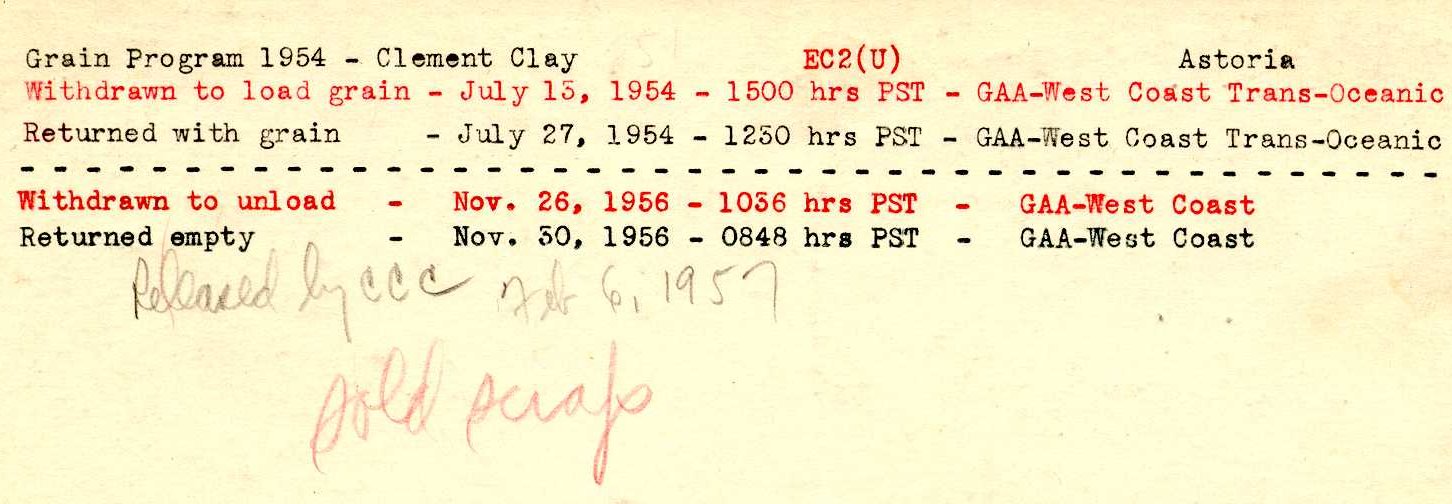 Grain Program 1954 - Clement Clay EC2(U) Astoria
Withdrawn to load grain - July 13, 1954 - 1500 hrs PST - GAA-West Coast Trans-Oceanic
Returned with grain - July 27, 1954 - 1230 hrs PST - GAA-West Coast Trans-Oceanic
Withdrawn to unload - Nov. 26, 1956 - 1036 hrs PST - GAA-West Coast
Returned empty - Nov. 30, 1956 - 0848 hrs PST - GAA-West Coast
Released by CCC Feb 6, 1957
sold scrap